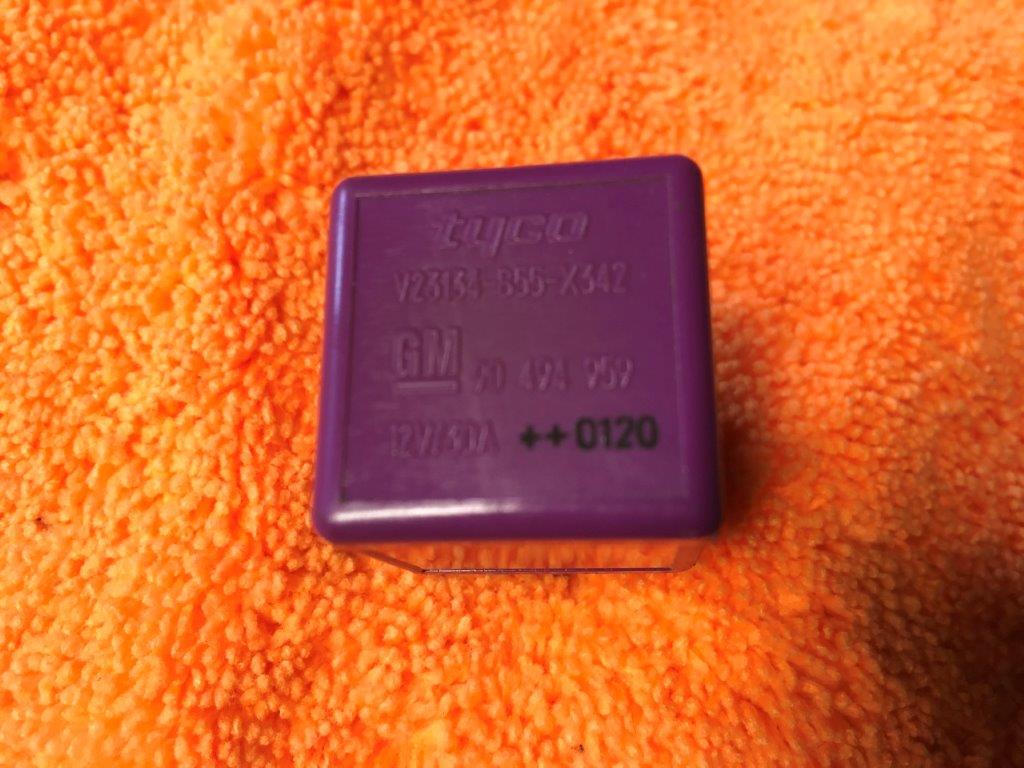 tyco
V23134-B55-X342
GM 90 494 959
12V/30A ++0120